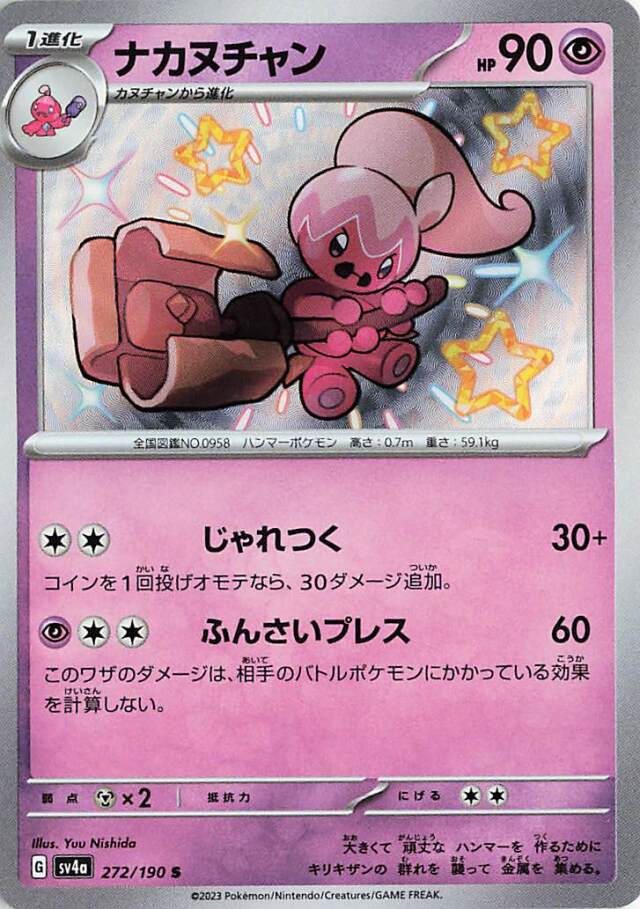 1進化
ナカヌチャン
HP90
カヌチャンから進化
全国図鑑NO.0958 ハンマーポケモン 高さ:0.7m 重さ:59.1kg
じゃれつく 30+
コインを1回投げオモテなら、30ダメージ追加。
ふんさいプレス 60
このワザのダメージは、相手のバトルポケモンにかかっている効果
を計算しない。
弱点 ×2 抵抗力 にげる
Illus. Yuu Nishida
大きくて 頑丈な ハンマーを 作るために
キリキザンの 群れを 襲って 金属を 集める。
G sv4a 272/190 S
©2023 Pokémon/Nintendo/Creatures/GAME FREAK.